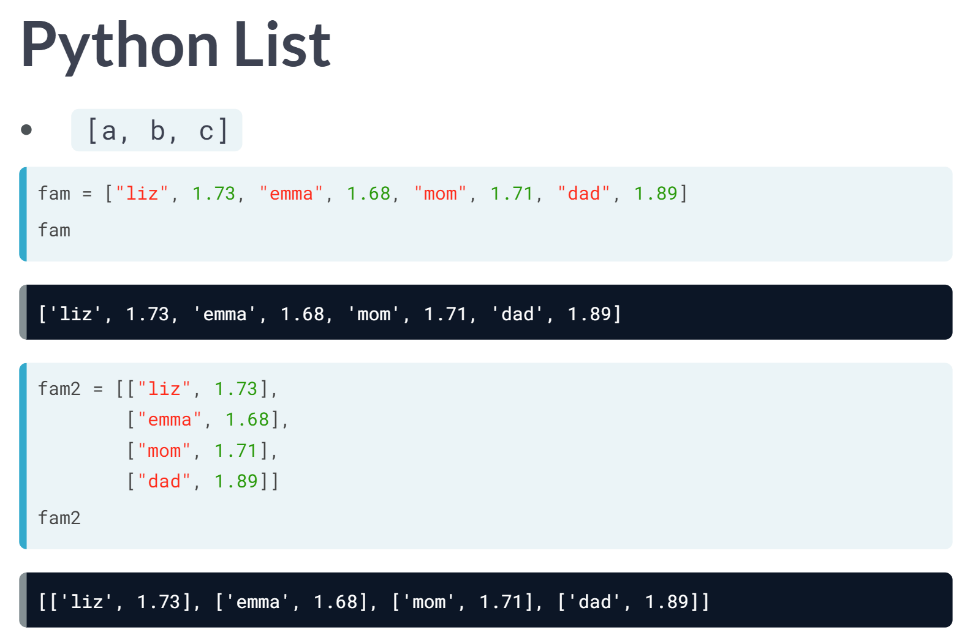 Python List
• [a, b, c]
fam = ["liz", 1.73, "emma", 1.68, "mom", 1.71, "dad", 1.89]
fam
['liz', 1.73, 'emma', 1.68, 'mom', 1.71, 'dad', 1.89]
fam2 = [["liz", 1.73],
        ["emma", 1.68],
        ["mom", 1.71],
        ["dad", 1.89]]
fam2
[['liz', 1.73], ['emma', 1.68], ['mom', 1.71], ['dad', 1.89]]